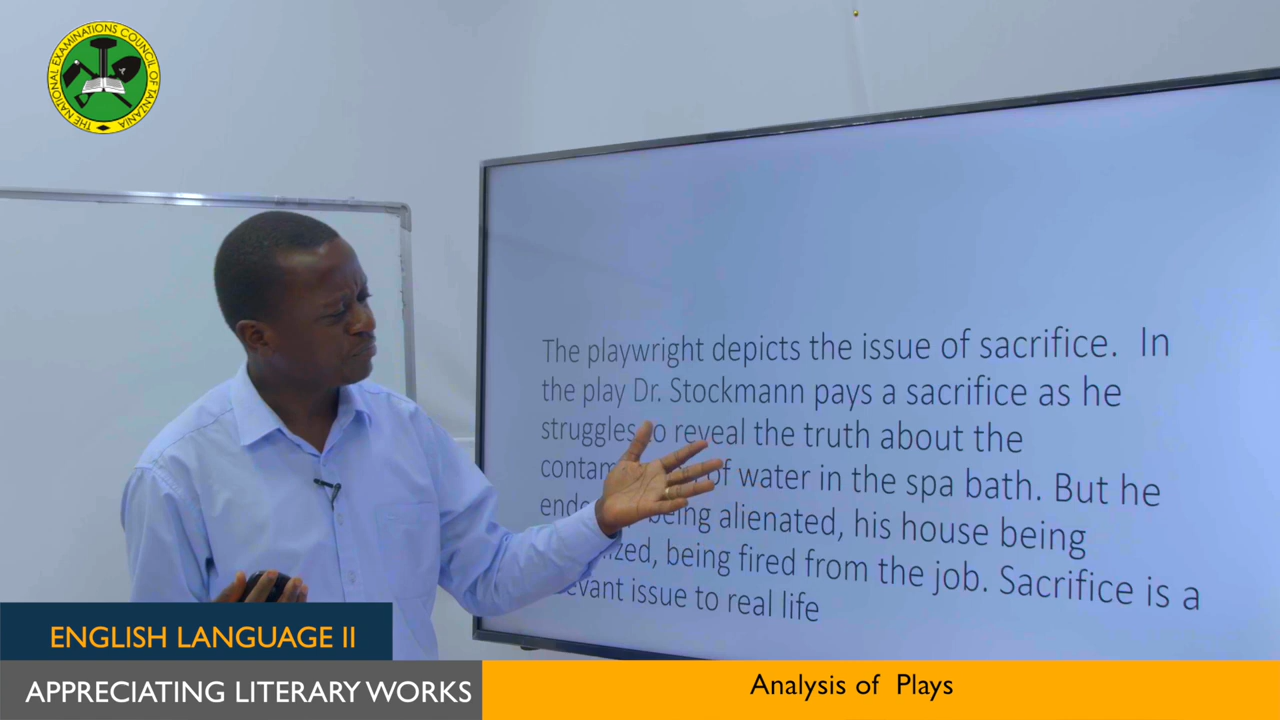 THE NATIONAL EXAMINATIONS COUNCIL OF TANZANIA
The playwright depicts the issue of sacrifice. In
the play Dr. Stockmann pays a sacrifice as he
struggles to reveal the truth about the
of water in the spa bath. But he
being alienated, his house being
being fired from the job. Sacrifice is a
issue to real life
ENGLISH LANGUAGE II
APPRECIATING LITERARY WORKS
Analysis of Plays